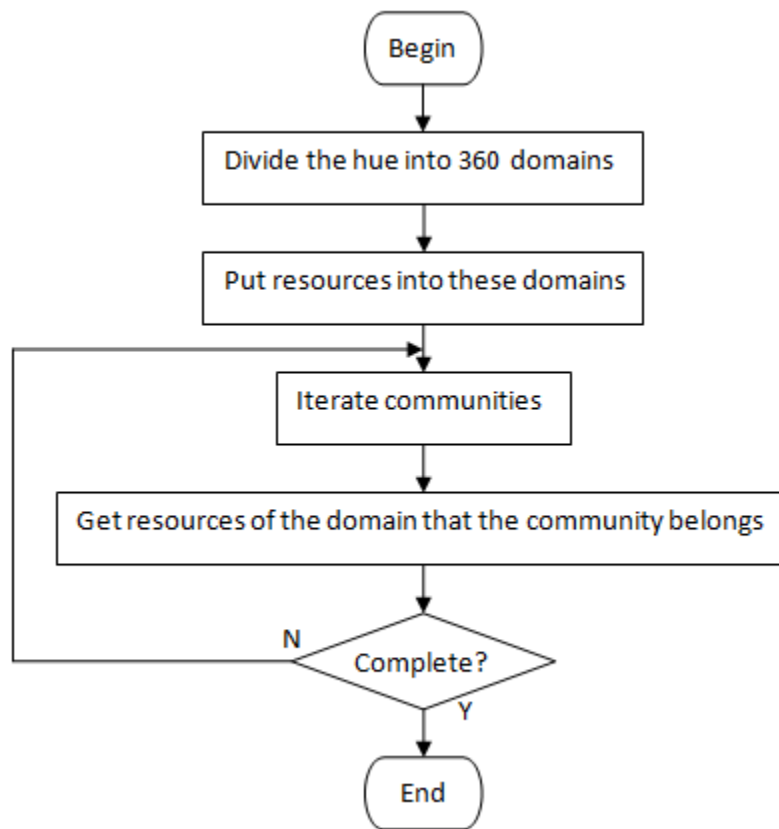 Begin
Divide the hue into 360 domains
Put resources into these domains
Iterate communities
Get resources of the domain that the community belongs
N
Complete?
Y
End